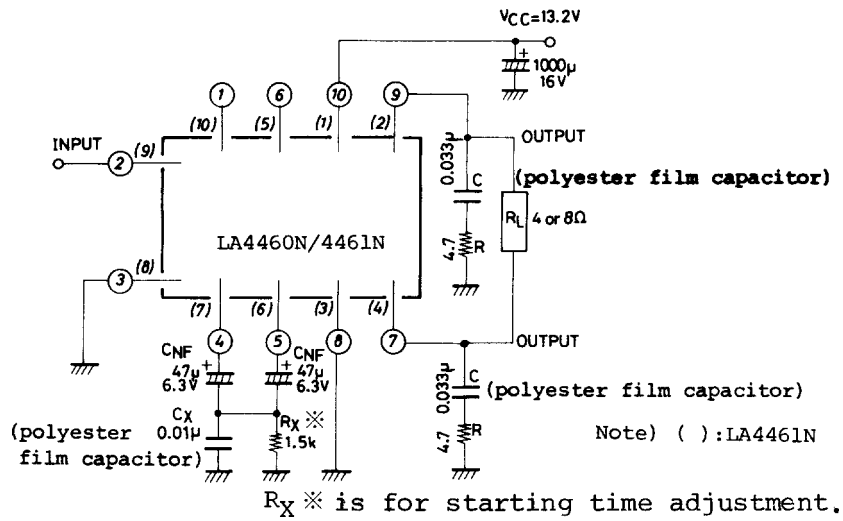 VCC=13.2V
+
1000μ
16V
1
6
10
9
(10)
(5)
(1)
(2)
INPUT
2
(9)
OUTPUT
0.033μ
C
(polyester film capacitor)
RL
4 or 8Ω
LA4460N/4461N
4.7
R
3
(8)
(7)
(6)
(3)
(4)
4
5
8
7
OUTPUT
CNF
47μ
6.3V
+
CNF
47μ
6.3V
+
0.033μ
C
(polyester film capacitor)
CX
0.01μ
(polyester
film capacitor)
RX ※
1.5k
4.7
R
Note) ( ):LA4461N
RX ※ is for starting time adjustment.